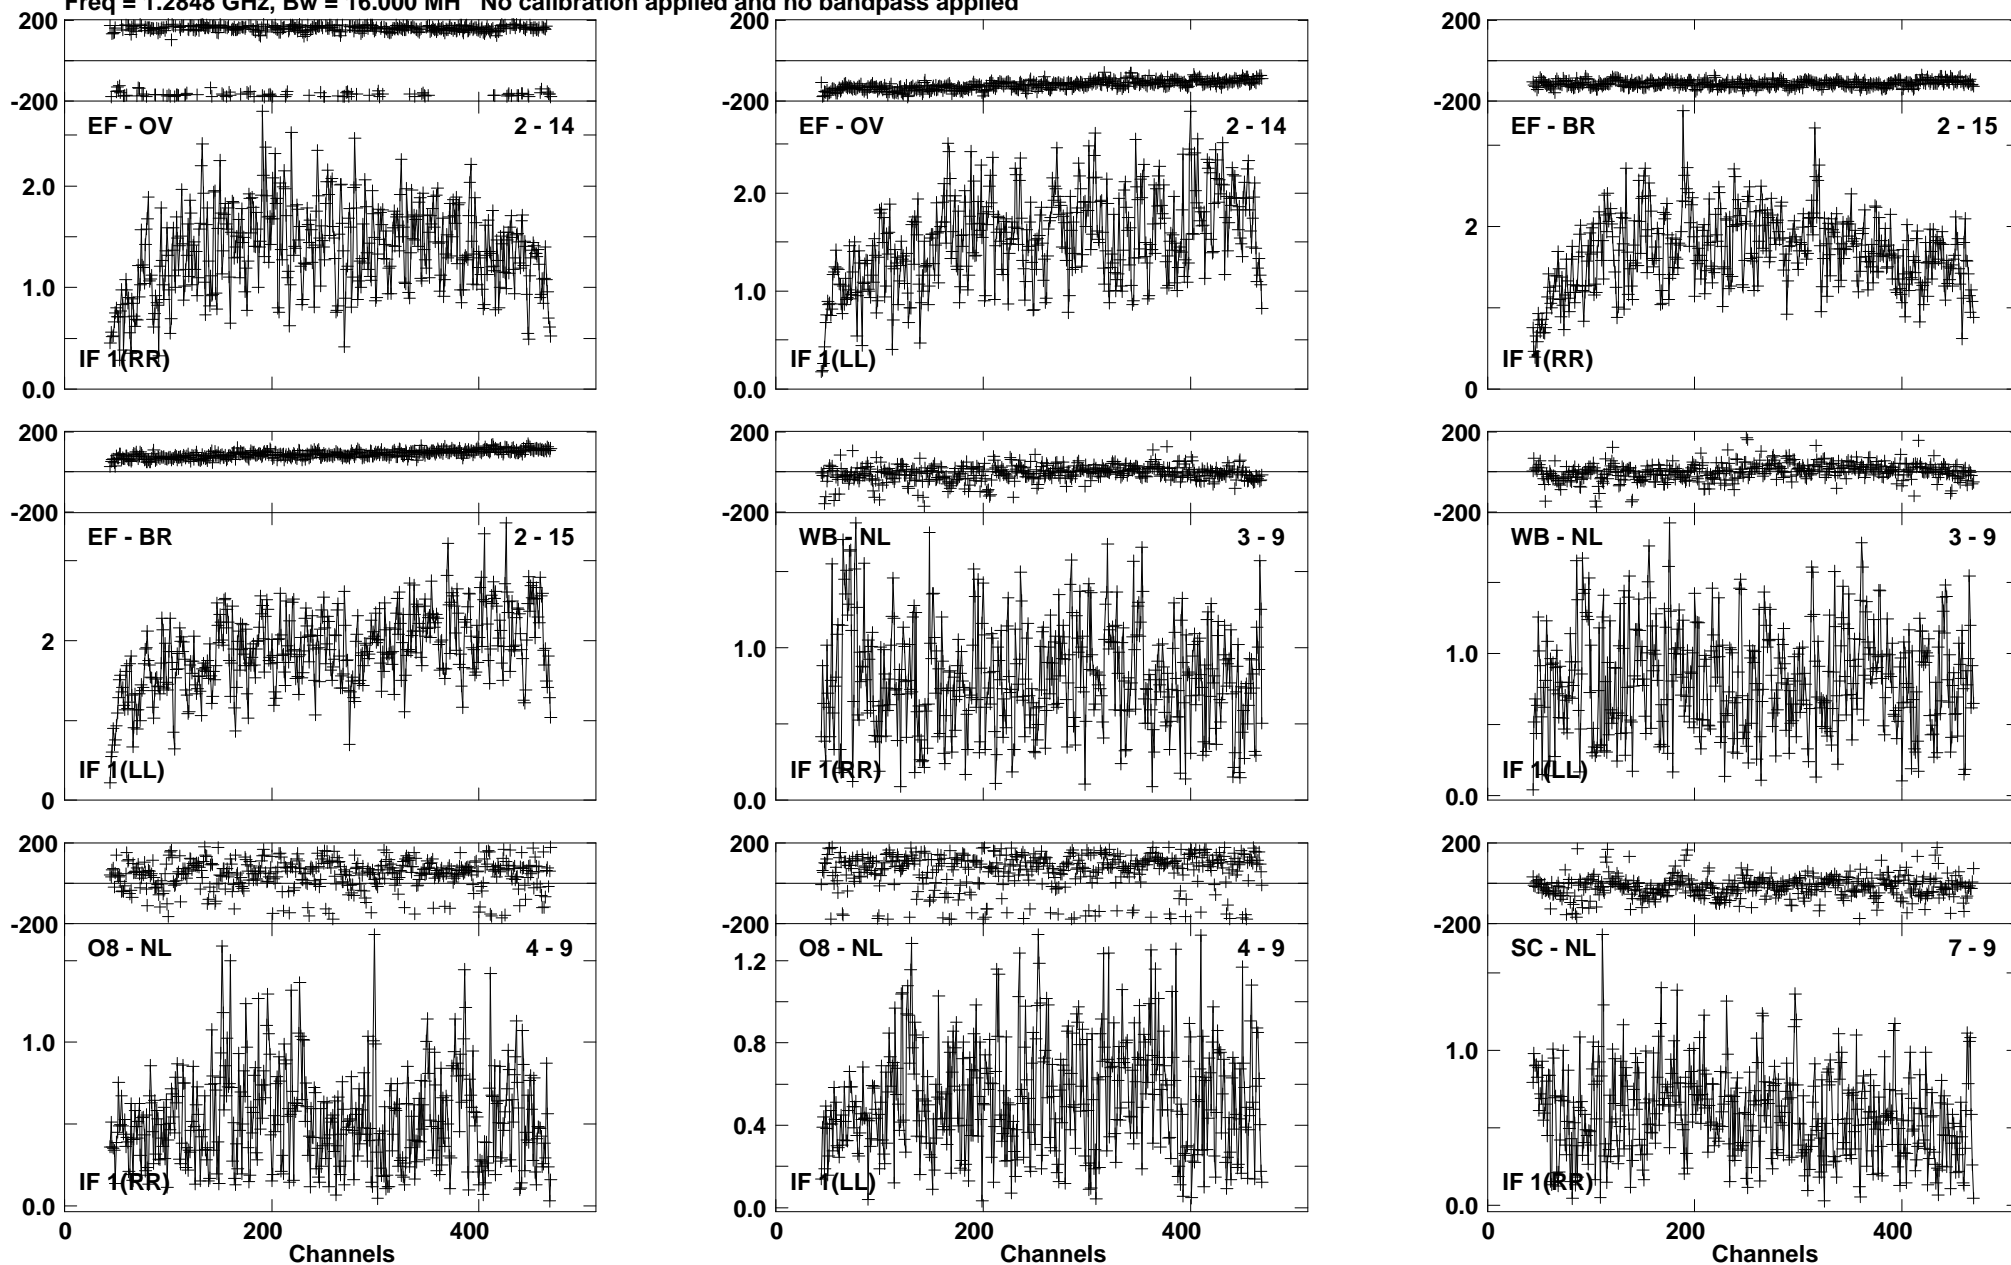 Freq = 1.2848 GHz, Bw = 16.000 MH No calibration applied and no bandpass applied
200
-200
EF - OV 2 - 14
2.0
1.0
0.0
IF 1(RR)
200
-200
EF - OV 2 - 14
2.0
1.0
0.0
IF 1(LL)
200
-200
EF - BR 2 - 15
2
0
IF 1(RR)
200
-200
EF - BR 2 - 15
2
0
IF 1(LL)
200
-200
WB - NL 3 - 9
1.0
0.0
IF 1(RR)
200
-200
WB - NL 3 - 9
1.0
0.0
IF 1(LL)
200
-200
O8 - NL 4 - 9
1.0
0.0
IF 1(RR)
0 200 400
Channels
200
-200
O8 - NL 4 - 9
1.2
0.8
0.4
0.0
IF 1(LL)
0 200 400
Channels
200
-200
SC - NL 7 - 9
1.0
0.0
IF 1(RR)
0 200 400
Channels